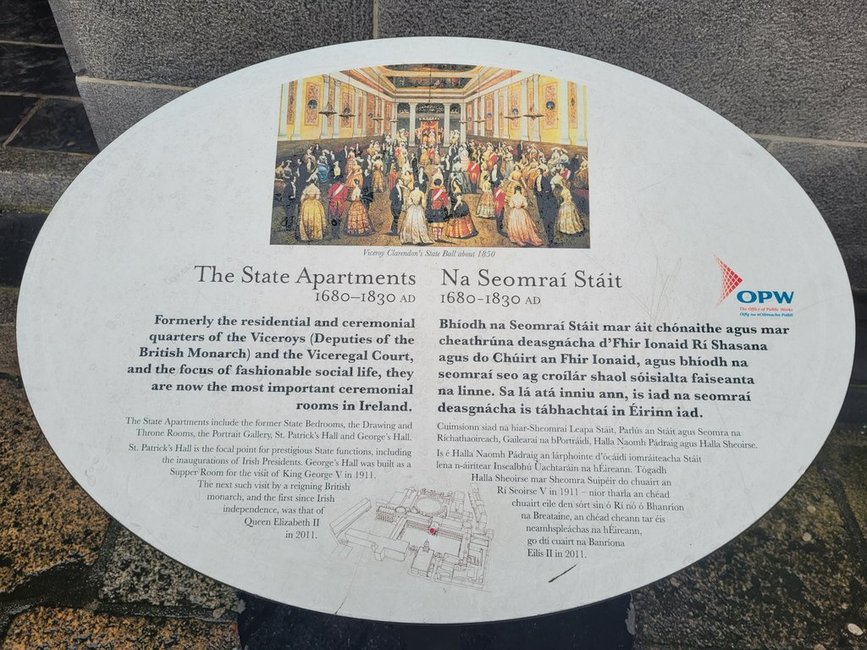 Viceroy Clarendon's State Ball about 1850
The State Apartments
1680–1830 AD
Formerly the residential and ceremonial
quarters of the Viceroys (Deputies of the
British Monarch) and the Viceregal Court,
and the focus of fashionable social life, they
are now the most important ceremonial
rooms in Ireland.
The State Apartments include the former State Bedrooms, the Drawing and
Throne Rooms, the Portrait Gallery, St. Patrick's Hall and George's Hall.
St. Patrick's Hall is the focal point for prestigious State functions, including
the inaugurations of Irish Presidents. George's Hall was built as a
Supper Room for the visit of King George V in 1911.
The next such visit by a reigning British
monarch, and the first since Irish
independence, was that of
Queen Elizabeth II
in 2011.
Na Seomraí Stáit
1680-1830 AD
Bhíodh na Seomraí Stáit mar áit chónaithe agus mar
cheathrúna deasgnácha d'Fhir Ionaid Rí Shasana
agus do Chúirt an Fhir Ionaid, agus bhíodh na
seomraí seo ag croílár shaol sóisialta faiseanta
na linne. Sa lá atá inniu ann, is iad na seomraí
deasgnácha is tábhachtaí in Éirinn iad.
Cuimsíonn siad na hiar-Sheomraí Leapa Stáit, Parlús an Stáit agus Seomra na
Ríchathaoireach, Gailearaí na bPortráidí, Halla Naomh Pádraig agus Halla Sheoirse.
Is é Halla Naomh Pádraig an lárphointe d'ócáidí iomráiteacha Stáit
lena n-áirítear Insealbhú Uachtaráin na hÉireann. Tógadh
Halla Sheoirse mar Sheomra Suipéir do chuairt an
Rí Seoirse V in 1911 – níor tharla an chéad
chuairt eile den sórt sin ó Rí nó ó Bhanríon
na Breataine, an chéad cheann tar éis
neamhspleáchas na hÉireann,
go dtí cuairt na Banríona
Eilís II in 2011.
OPW
The Office of Public Works
Oifig na nOibreacha Poiblí